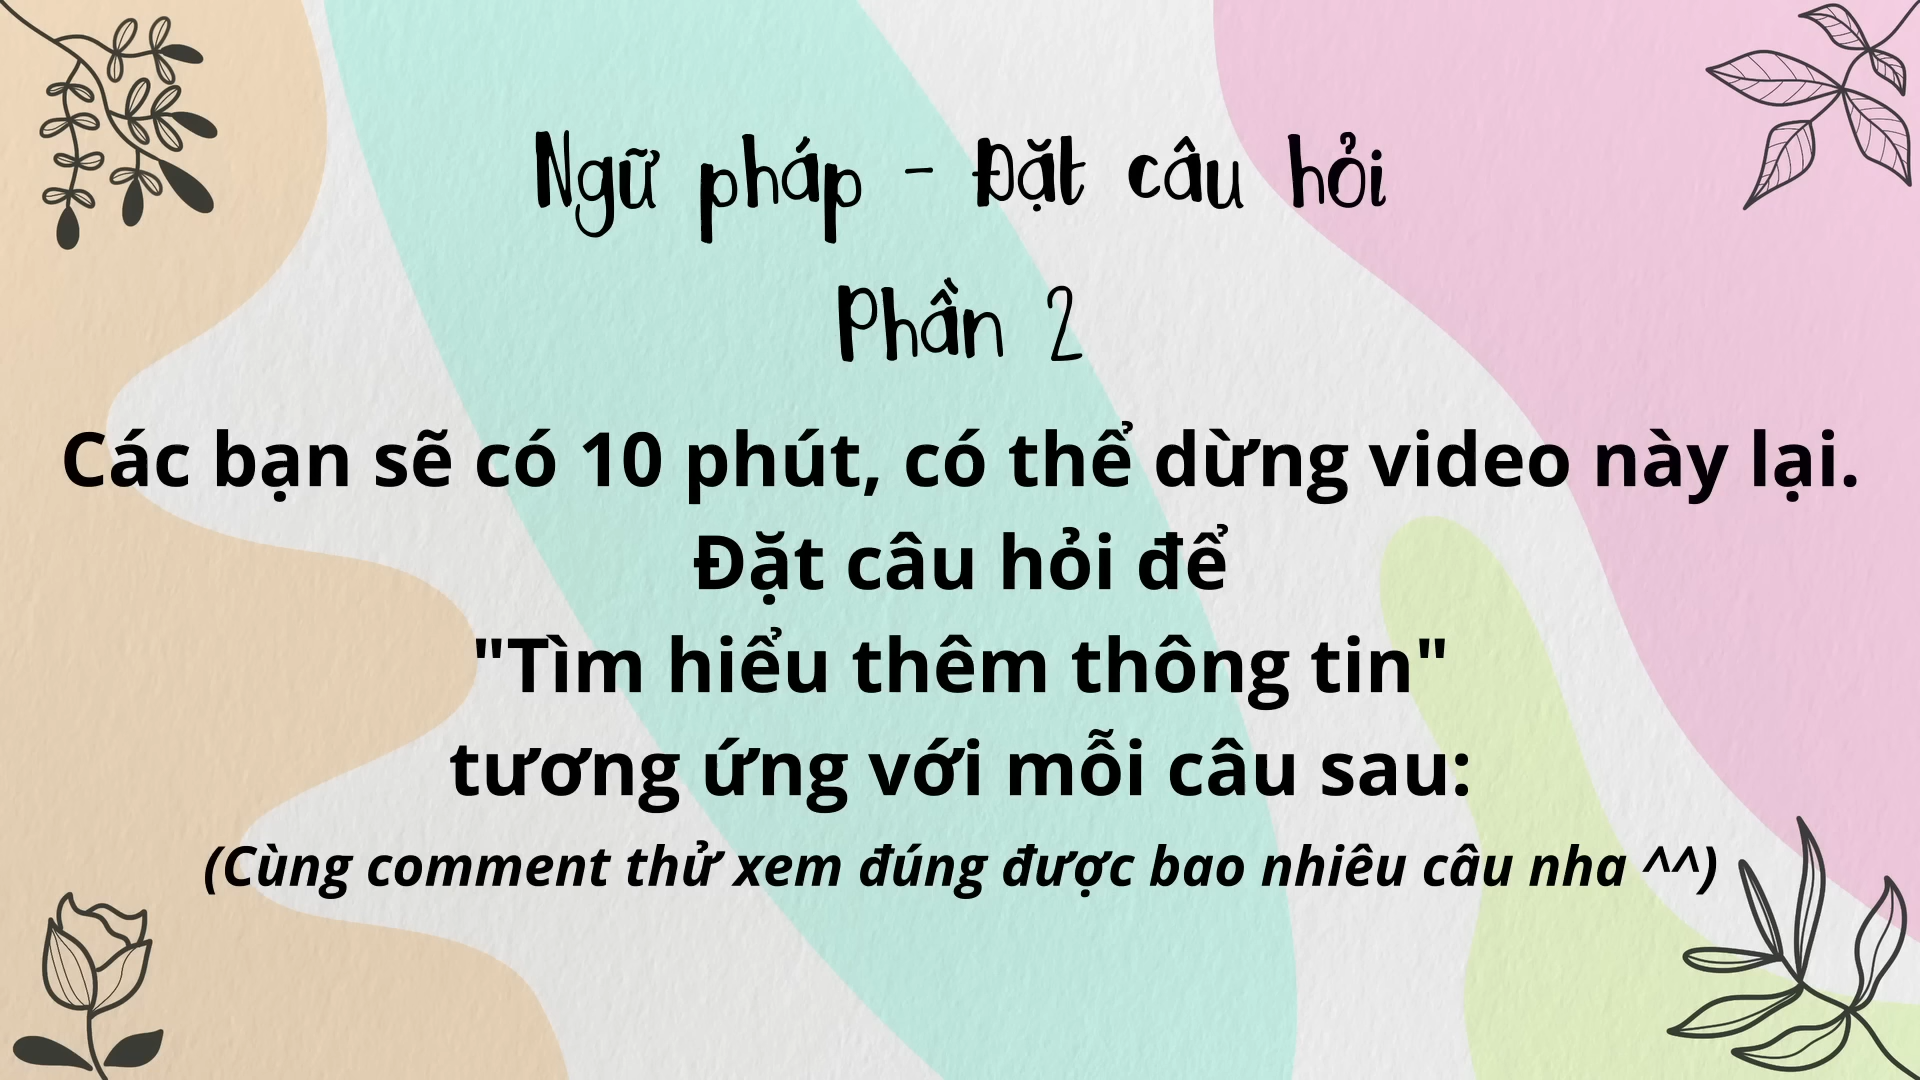 Ngữ pháp - Đặt câu hỏi
Phần 2
Các bạn sẽ có 10 phút, có thể dừng video này lại.
Đặt câu hỏi để
"Tìm hiểu thêm thông tin"
tương ứng với mỗi câu sau:
(Cùng comment thử xem đúng được bao nhiêu câu nha ^^)